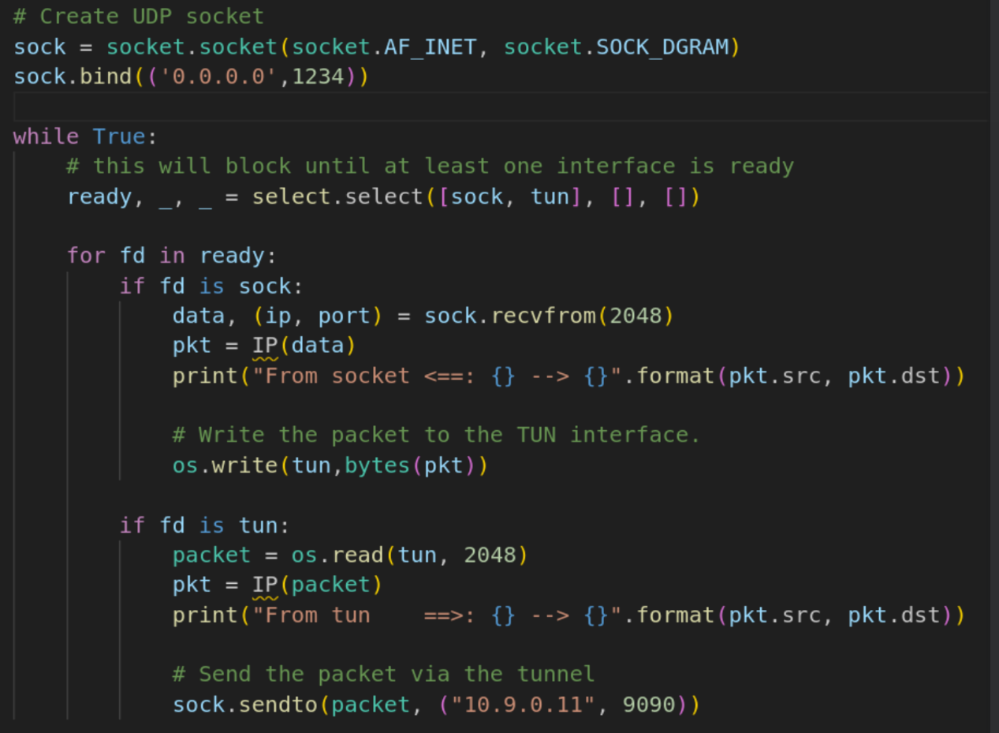 # Create UDP socket
sock = socket.socket(socket.AF_INET, socket.SOCK_DGRAM)
sock.bind(('0.0.0.0',1234))
while True:
    # this will block until at least one interface is ready
    ready, _, _ = select.select([sock, tun], [], [])
    for fd in ready:
        if fd is sock:
            data, (ip, port) = sock.recvfrom(2048)
            pkt = IP(data)
            print("From socket <==: {} --> {}".format(pkt.src, pkt.dst))
            # Write the packet to the TUN interface.
            os.write(tun,bytes(pkt))
        if fd is tun:
            packet = os.read(tun, 2048)
            pkt = IP(packet)
            print("From tun    ==>: {} --> {}".format(pkt.src, pkt.dst))
            # Send the packet via the tunnel
            sock.sendto(packet, ("10.9.0.11", 9090))